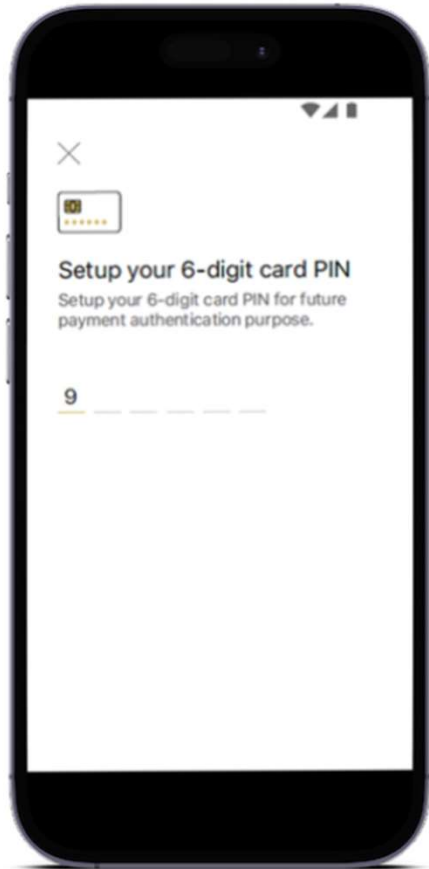 Setup your 6-digit card PIN
Setup your 6-digit card PIN for future
payment authentication purpose.
9